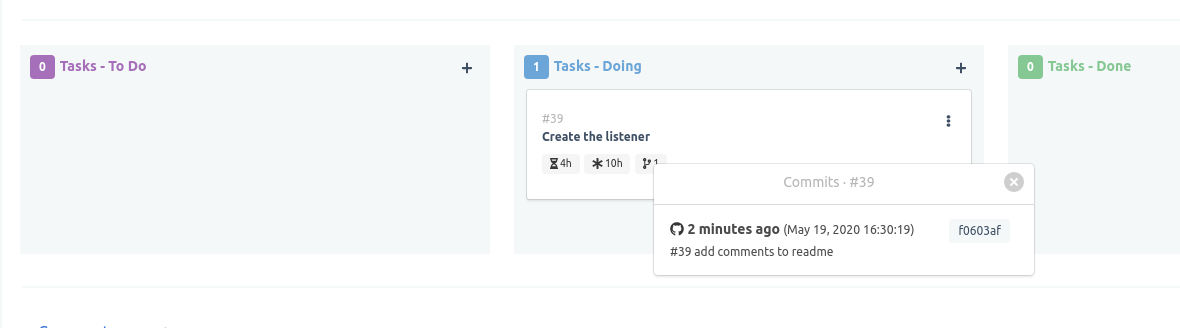 0 Tasks - To Do +
1 Tasks - Doing +
0 Tasks - Done
#39
Create the listener
4h 10h 1
Commits · #39
2 minutes ago (May 19, 2020 16:30:19) f0603af
#39 add comments to readme